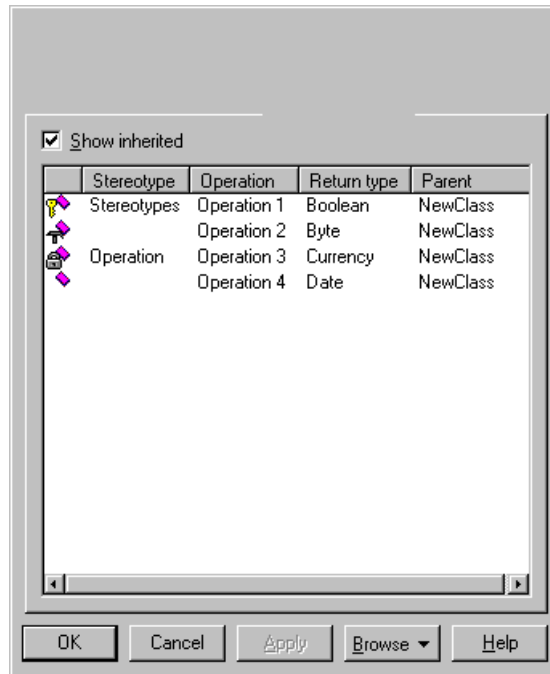 Show inherited
Stereotype Operation Return type Parent
Stereotypes Operation 1 Boolean NewClass
Operation 2 Byte NewClass
Operation Operation 3 Currency NewClass
Operation 4 Date NewClass
OK Cancel Apply Browse Help